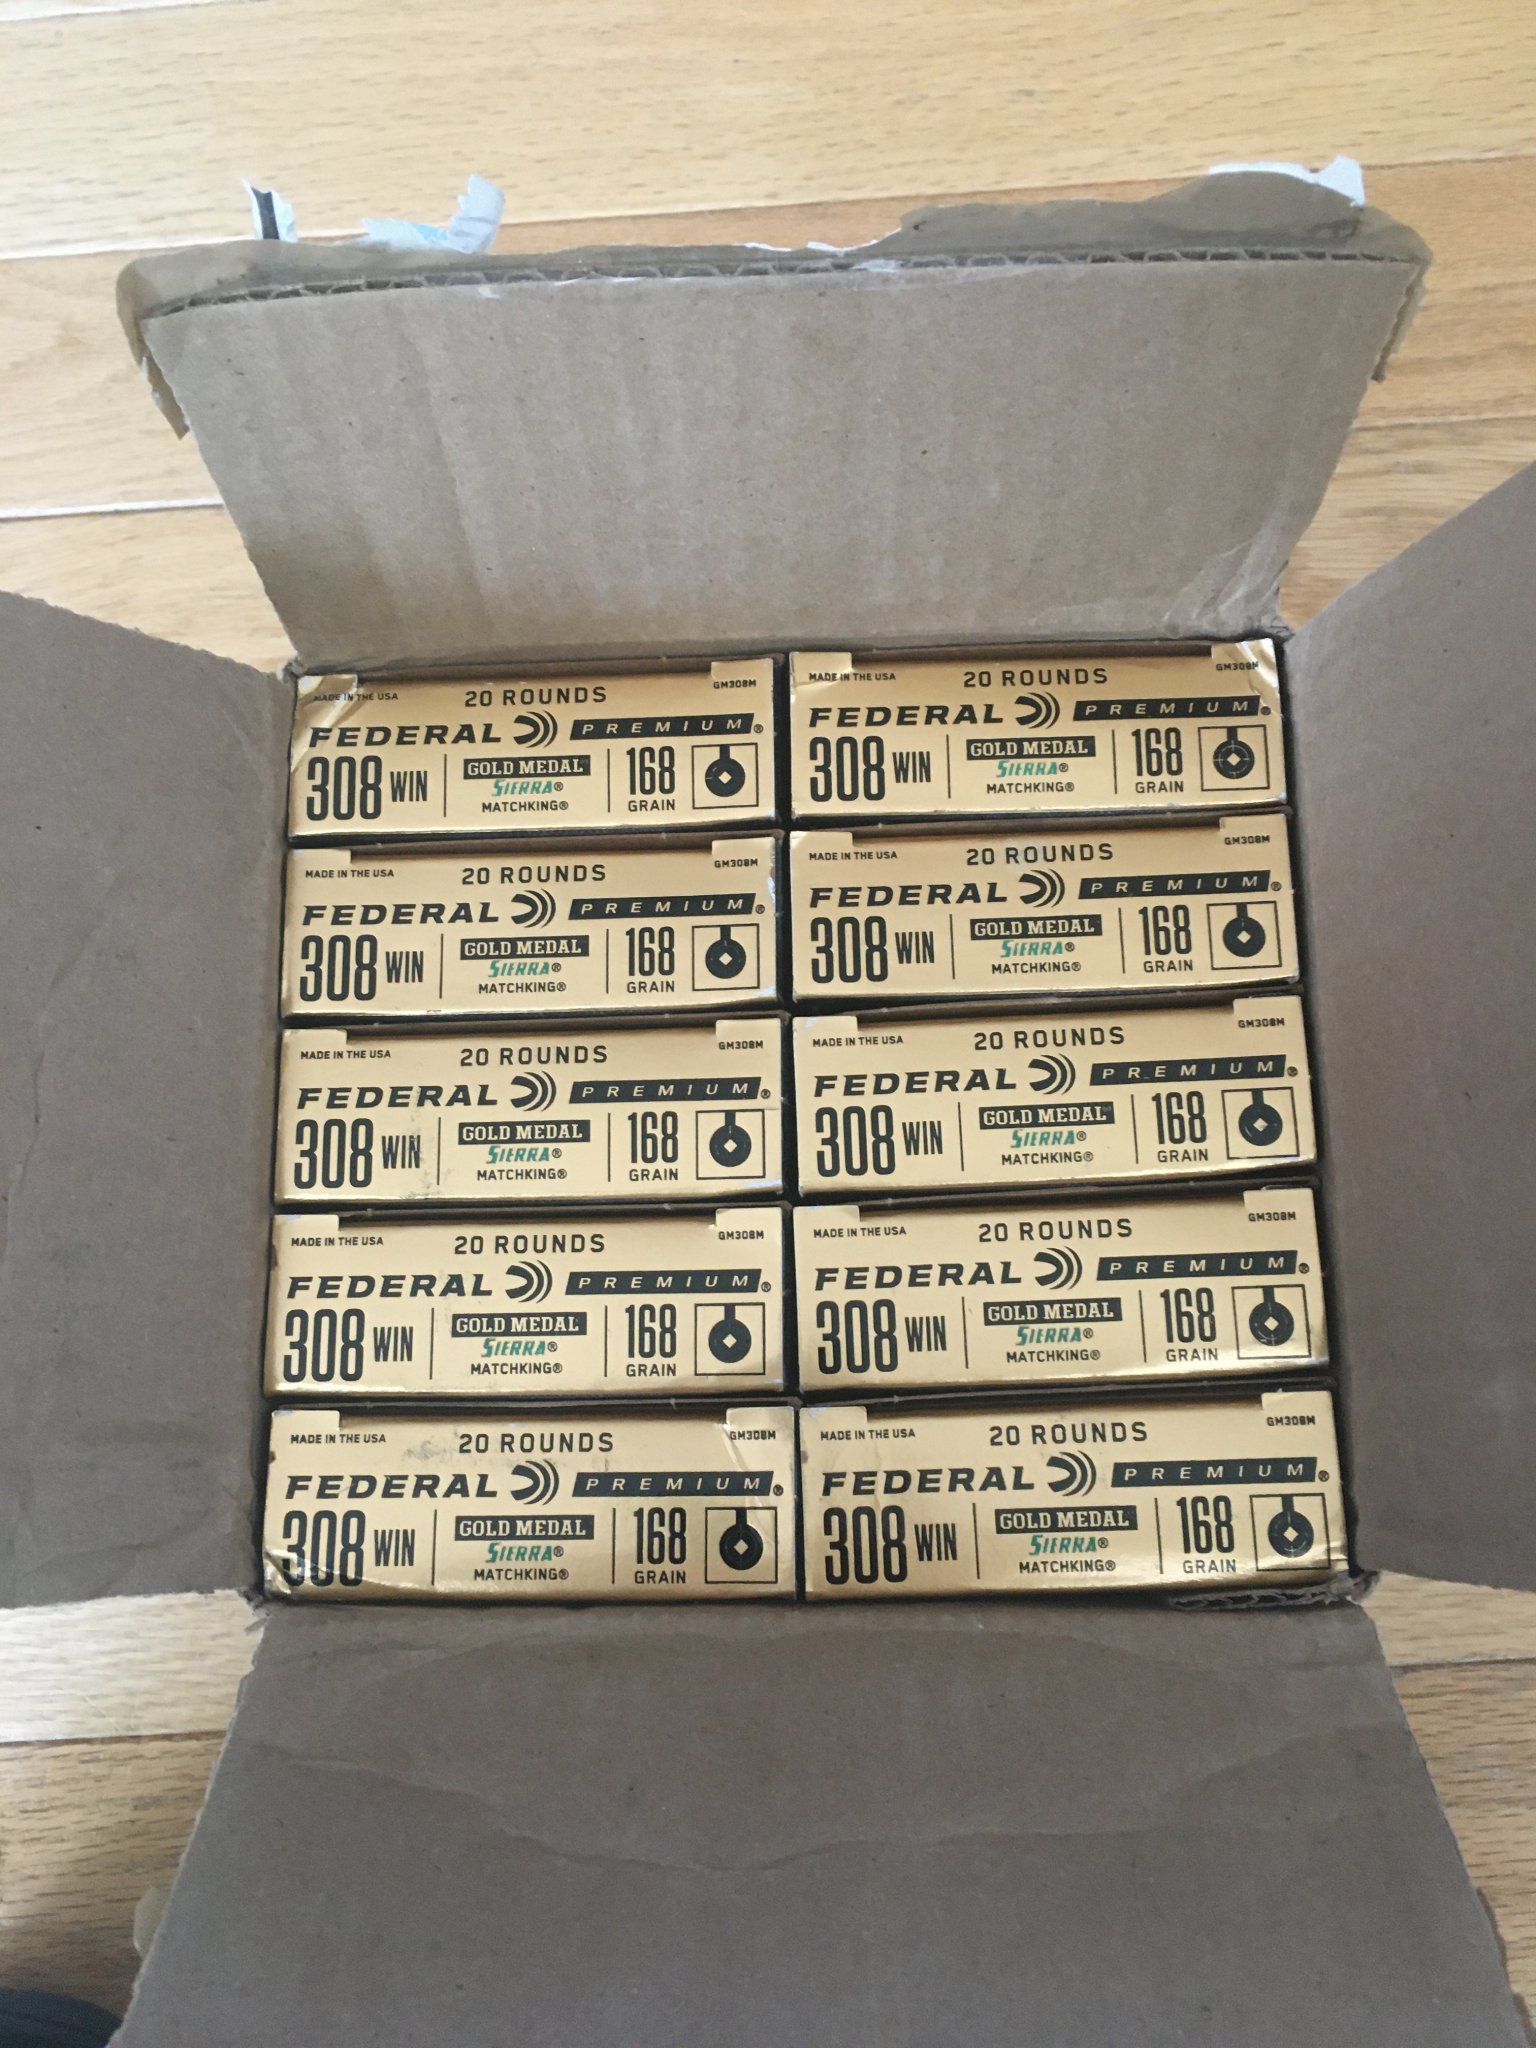 MADE IN THE USA 20 ROUNDS GM308M
FEDERAL PREMIUM®
308 WIN GOLD MEDAL 168
SIERRA®
MATCHKING® GRAIN
MADE IN THE USA 20 ROUNDS GM308M
FEDERAL PREMIUM®
308 WIN GOLD MEDAL 168
SIERRA®
MATCHKING® GRAIN
MADE IN THE USA 20 ROUNDS GM308M
FEDERAL PREMIUM®
308 WIN GOLD MEDAL 168
SIERRA®
MATCHKING® GRAIN
MADE IN THE USA 20 ROUNDS GM308M
FEDERAL PREMIUM®
308 WIN GOLD MEDAL 168
SIERRA®
MATCHKING® GRAIN
MADE IN THE USA 20 ROUNDS GM308M
FEDERAL PREMIUM®
308 WIN GOLD MEDAL 168
SIERRA®
MATCHKING® GRAIN
MADE IN THE USA 20 ROUNDS GM308M
FEDERAL PREMIUM®
308 WIN GOLD MEDAL 168
SIERRA®
MATCHKING® GRAIN
MADE IN THE USA 20 ROUNDS GM308M
FEDERAL PREMIUM®
308 WIN GOLD MEDAL 168
SIERRA®
MATCHKING® GRAIN
MADE IN THE USA 20 ROUNDS GM308M
FEDERAL PREMIUM®
308 WIN GOLD MEDAL 168
SIERRA®
MATCHKING® GRAIN
MADE IN THE USA 20 ROUNDS GM308M
FEDERAL PREMIUM®
308 WIN GOLD MEDAL 168
SIERRA®
MATCHKING® GRAIN
MADE IN THE USA 20 ROUNDS GM308M
FEDERAL PREMIUM®
308 WIN GOLD MEDAL 168
SIERRA®
MATCHKING® GRAIN